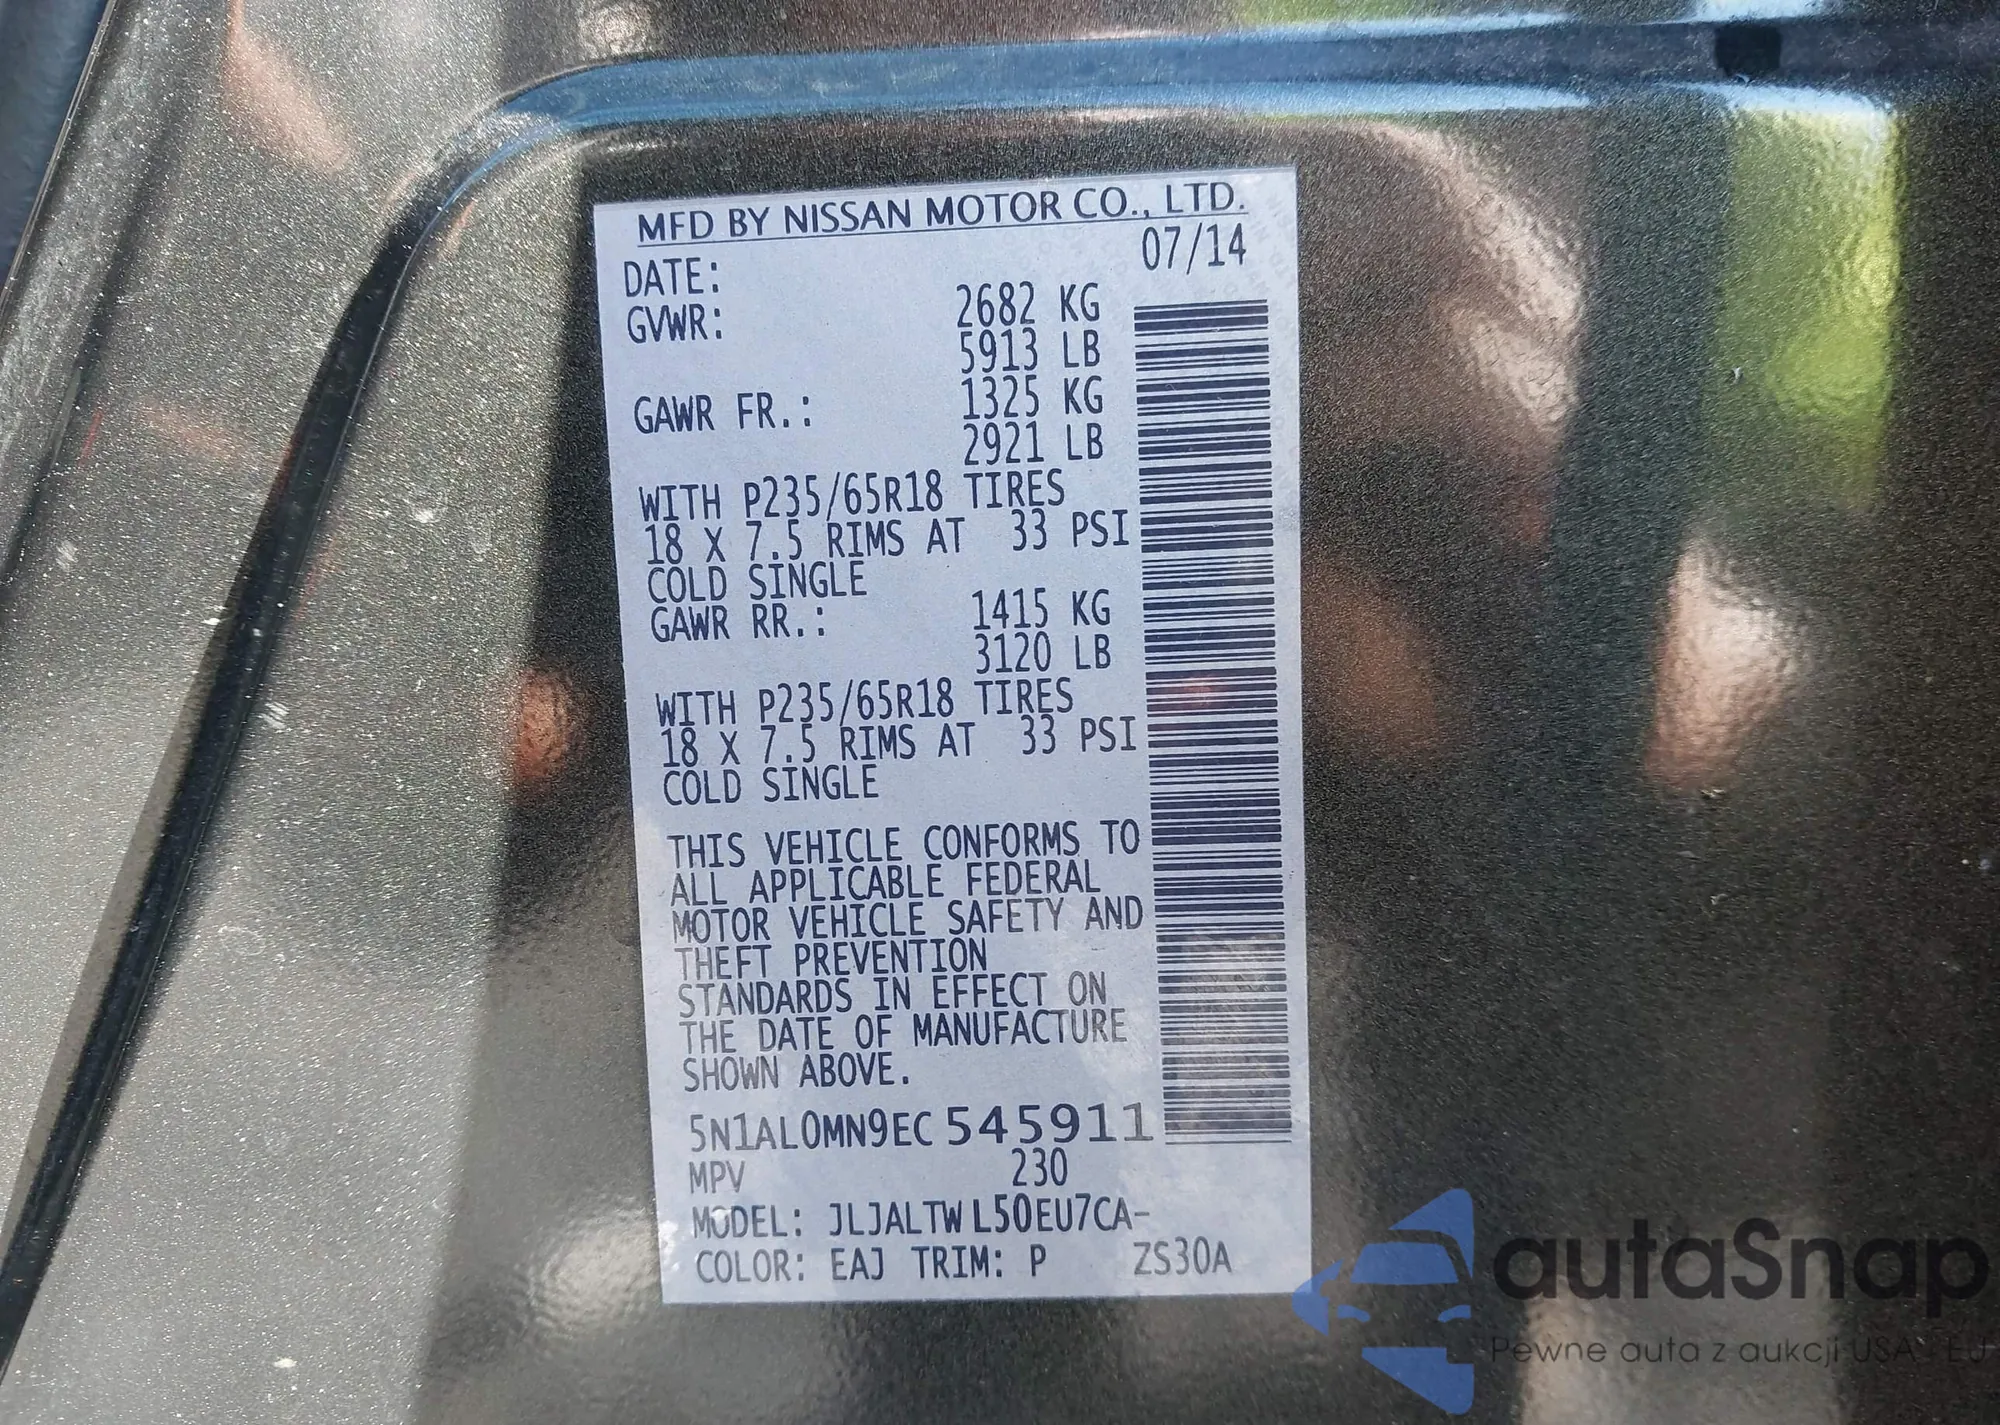 MFD BY NISSAN MOTOR CO., LTD.
DATE: 07/14
GVWR: 2682 KG
5913 LB
GAWR FR.: 1325 KG
2921 LB
WITH P235/65R18 TIRES
18 X 7.5 RIMS AT 33 PSI
COLD SINGLE
GAWR RR.: 1415 KG
3120 LB
WITH P235/65R18 TIRES
18 X 7.5 RIMS AT 33 PSI
COLD SINGLE
THIS VEHICLE CONFORMS TO
ALL APPLICABLE FEDERAL
MOTOR VEHICLE SAFETY AND
THEFT PREVENTION
STANDARDS IN EFFECT ON
THE DATE OF MANUFACTURE
SHOWN ABOVE.
5N1AL0MN9EC545911
MPV 230
MODEL: JLJALTWL50EU7CA-
COLOR: EAJ TRIM: P ZS30A
autaSnap
Pewne auta z aukcji USA i EU